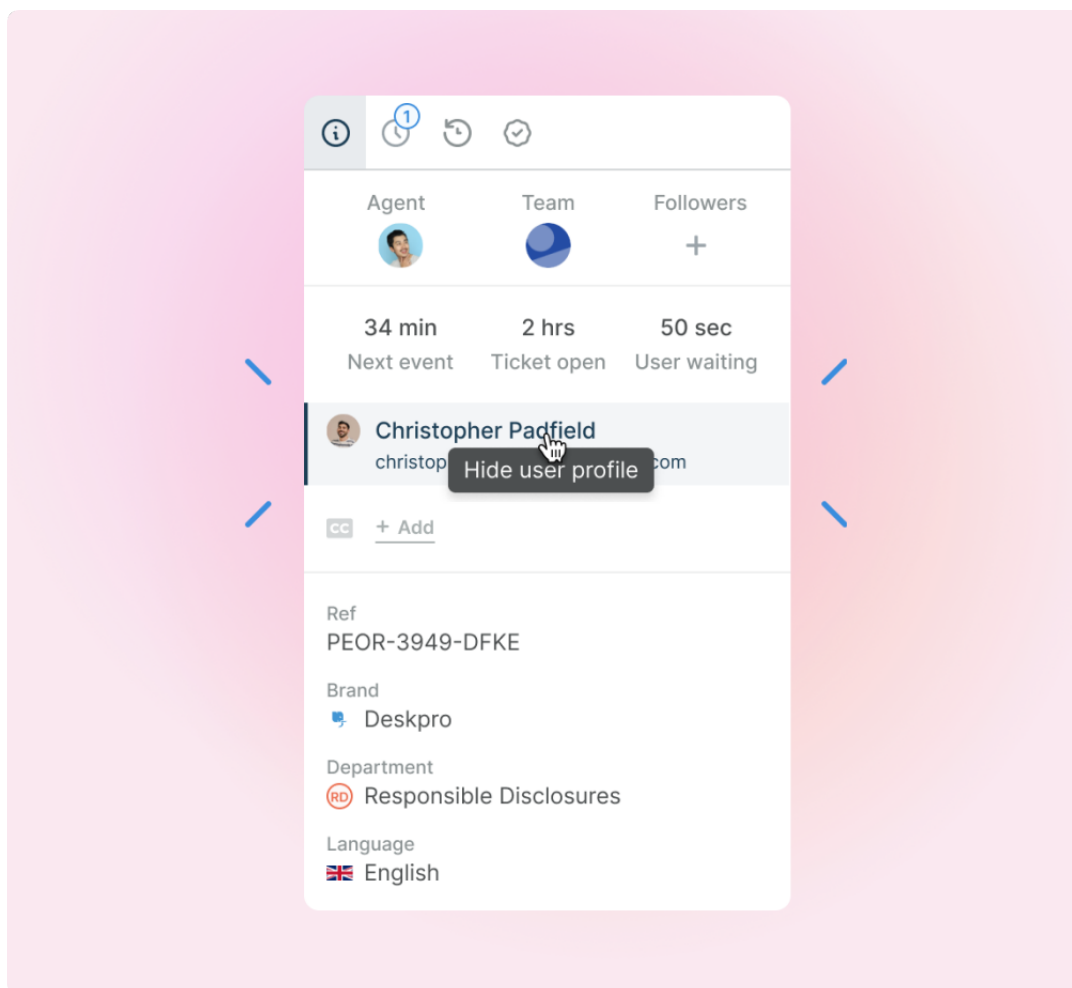 1
Agent Team Followers
34 min 2 hrs 50 sec
Next event Ticket open User waiting
Christopher Padfield
christop com
Hide user profile
CC + Add
Ref
PEOR-3949-DFKE
Brand
Deskpro
Department
RD Responsible Disclosures
Language
English